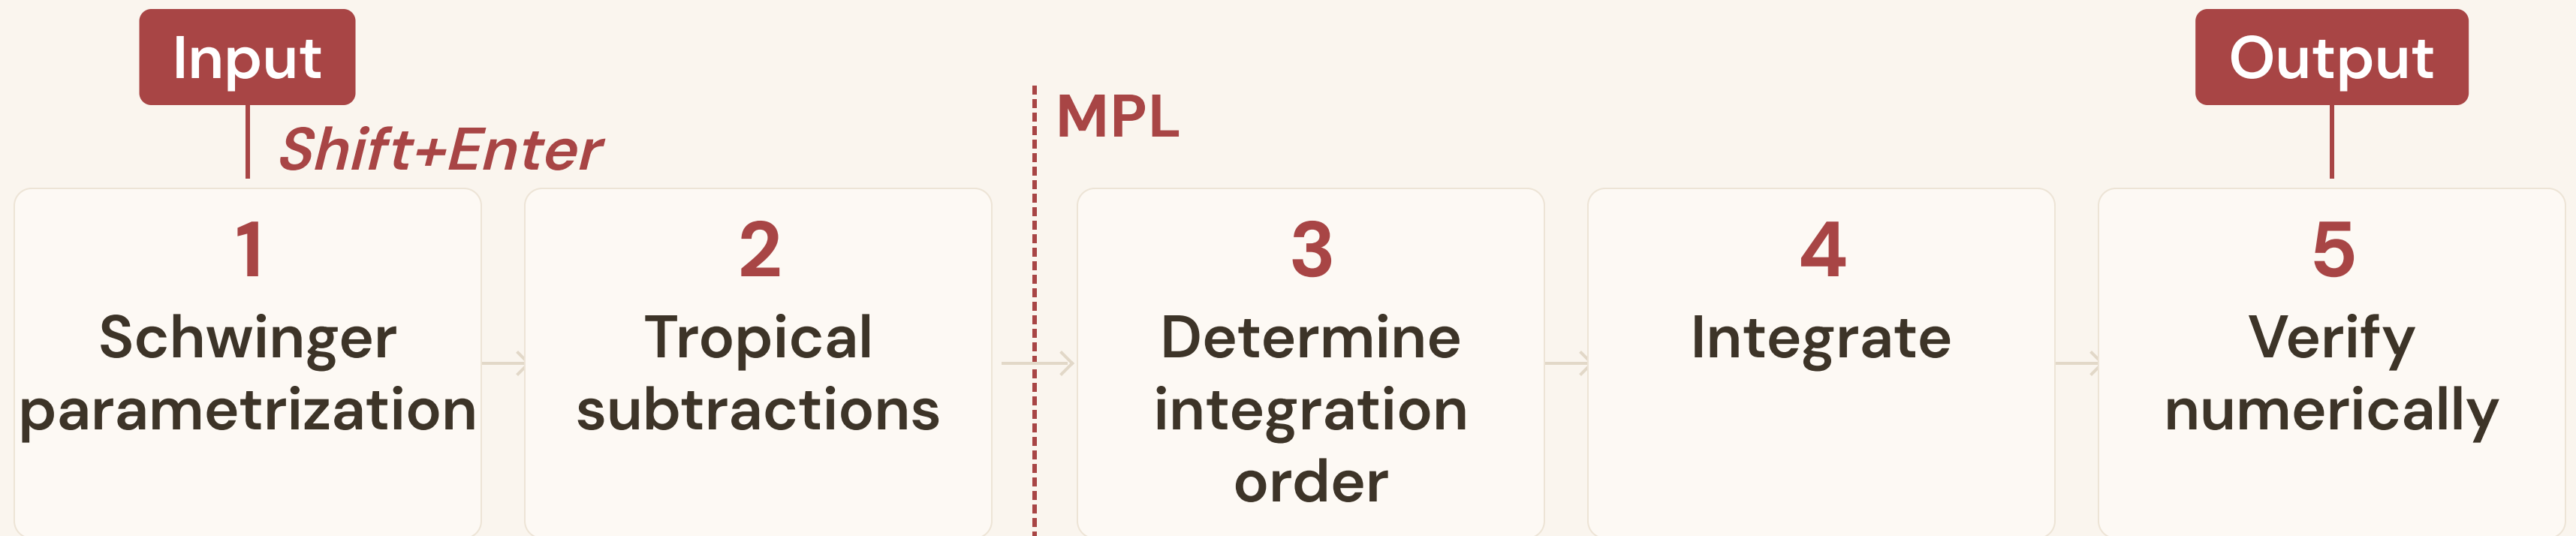 Input
Output
Shift+Enter
MPL
1
Schwinger
parametrization
2
Tropical
subtractions
3
Determine
integration
order
4
Integrate
5
Verify
numerically